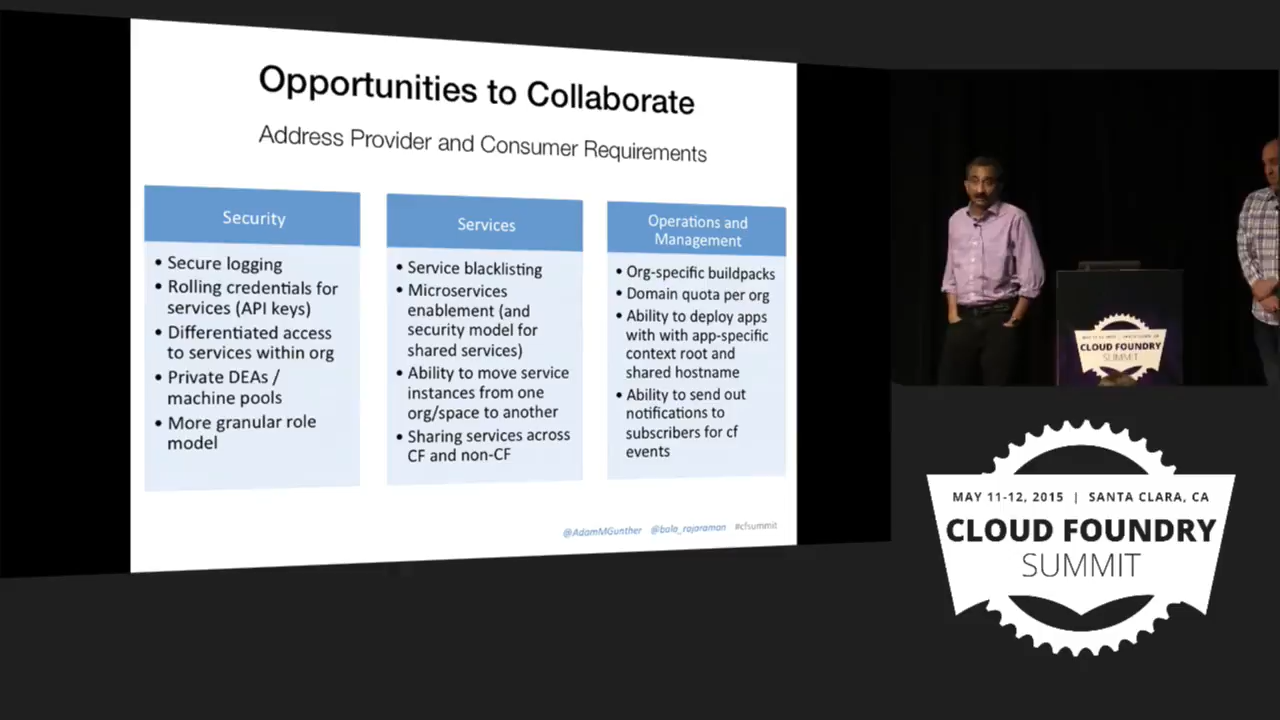 Opportunities to Collaborate
Address Provider and Consumer Requirements
Security
• Secure logging
• Rolling credentials for
services (API keys)
• Differentiated access
to services within org
• Private DEAs /
machine pools
• More granular role
model
Services
• Service blacklisting
• Microservices
enablement (and
security model for
shared services)
• Ability to move service
instances from one
org/space to another
• Sharing services across
CF and non-CF
Operations and
Management
• Org-specific buildpacks
• Domain quota per org
• Ability to deploy apps
with with app-specific
context root and
shared hostname
• Ability to send out
notifications to
subscribers for cf
events
@AdamMGunther @bala_rajaraman #cfsummit
CLOUD FOUNDRY
SUMMIT
MAY 11-12, 2015 | SANTA CLARA, CA
CLOUD FOUNDRY
SUMMIT